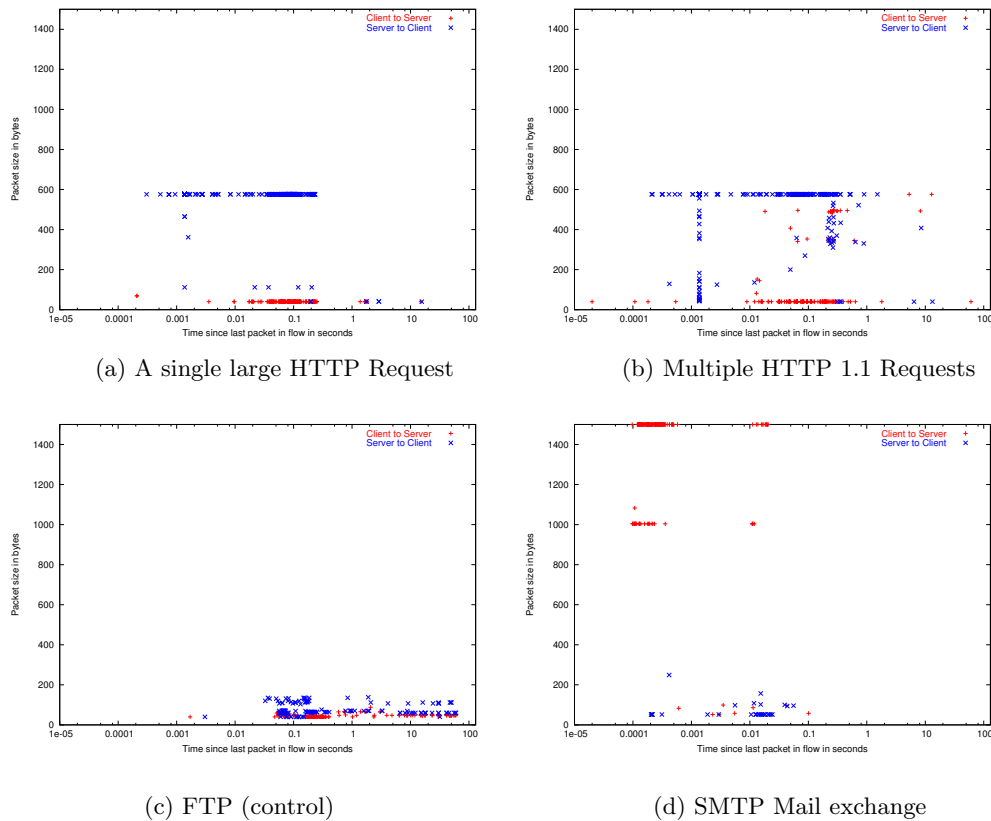 Client to Server
Server to Client
1400
1200
1000
800
600
400
200
0
Packet size in bytes
1e-05 0.0001 0.001 0.01 0.1 1 10 100
Time since last packet in flow in seconds
(a) A single large HTTP Request
Client to Server
Server to Client
1400
1200
1000
800
600
400
200
0
Packet size in bytes
1e-05 0.0001 0.001 0.01 0.1 1 10 100
Time since last packet in flow in seconds
(b) Multiple HTTP 1.1 Requests
Client to Server
Server to Client
1400
1200
1000
800
600
400
200
0
Packet size in bytes
1e-05 0.0001 0.001 0.01 0.1 1 10 100
Time since last packet in flow in seconds
(c) FTP (control)
Client to Server
Server to Client
1400
1200
1000
800
600
400
200
0
Packet size in bytes
1e-05 0.0001 0.001 0.01 0.1 1 10 100
Time since last packet in flow in seconds
(d) SMTP Mail exchange